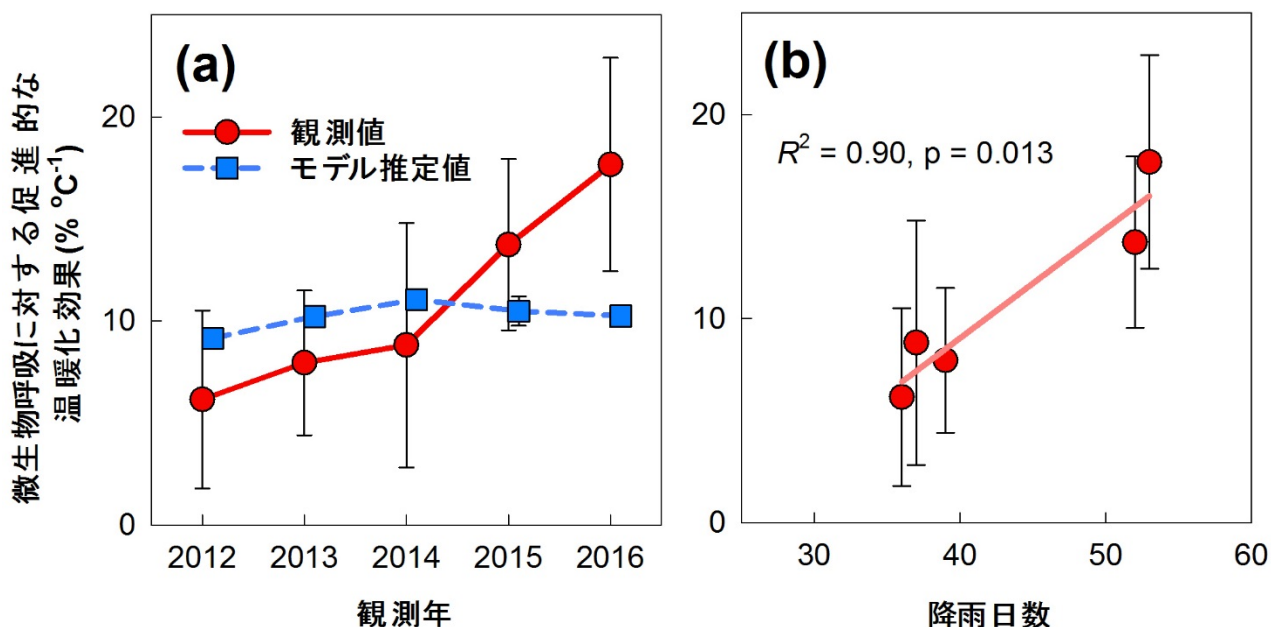 微生物呼吸に対する促進的な
温暖化効果(% ℃⁻¹)
(a)
観測値
モデル推定値
20
10
0
2012 2013 2014 2015 2016
観測年
(b)
R² = 0.90, p = 0.013
20
10
0
30 40 50 60
降雨日数